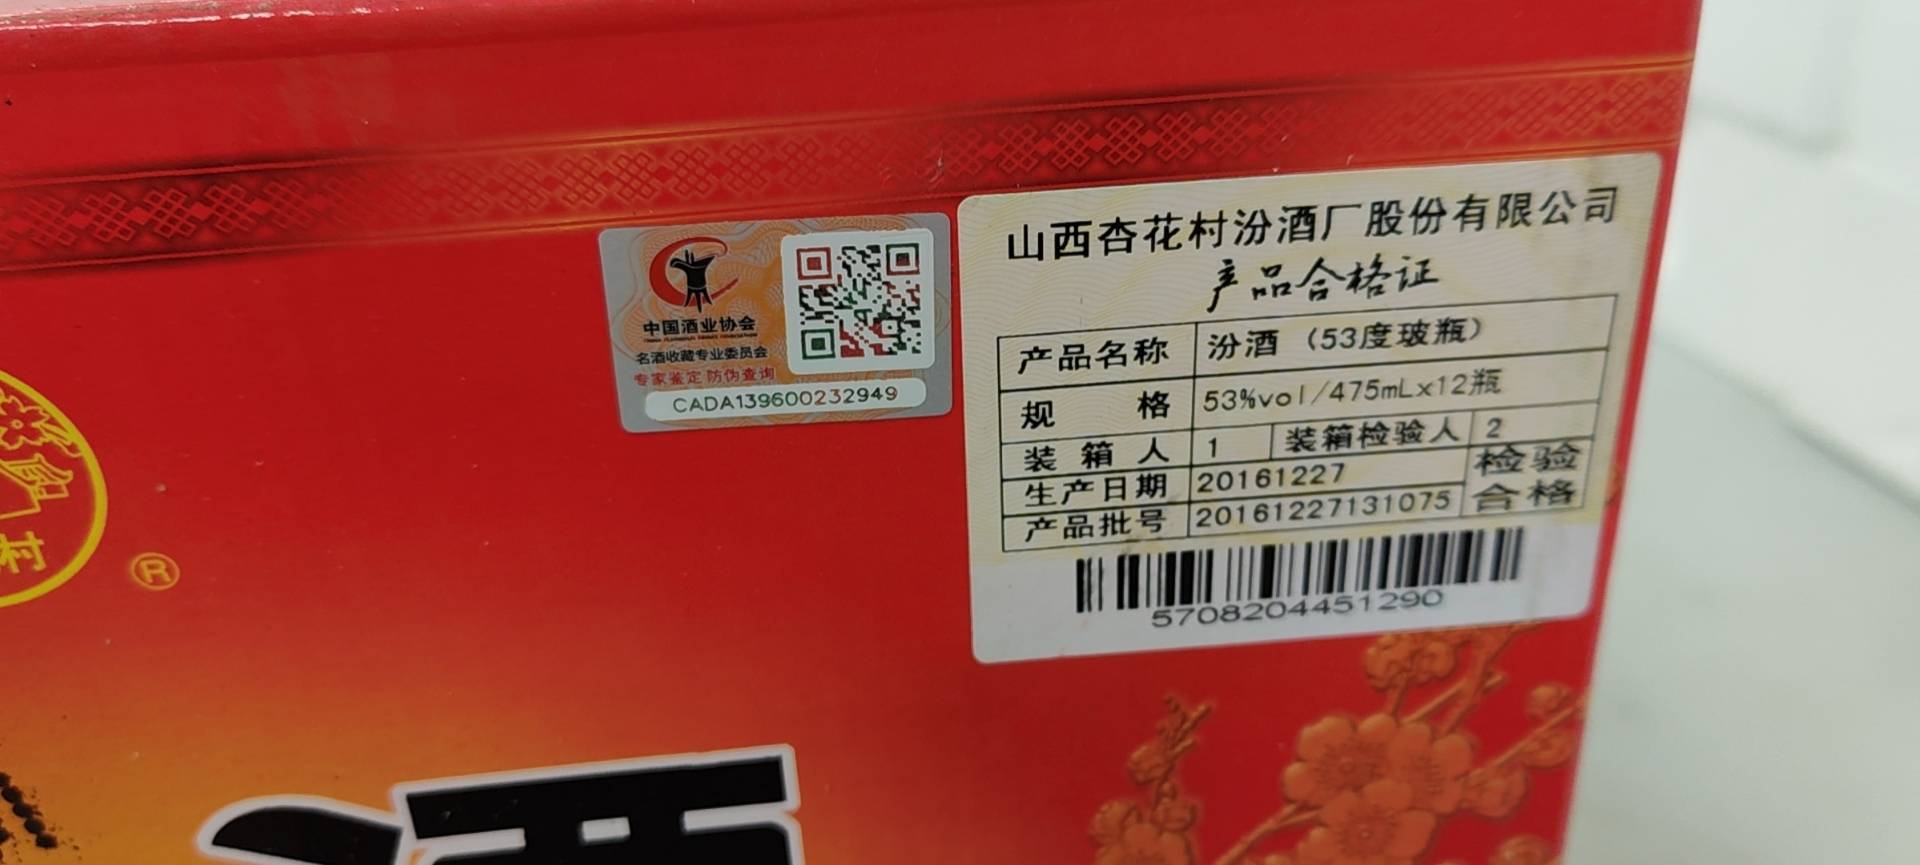 中国酒业协会
名酒收藏专业委员会
专家鉴定 防伪查询
CADA139600232949
山西杏花村汾酒厂股份有限公司
产品合格证
产品名称 汾酒（53度玻瓶）
规 格 53%vol/475mLx12瓶
装箱人 1 装箱检验人 2
生产日期 20161227 检验
产品批号 20161227131075 合格
5708204451290
村
®